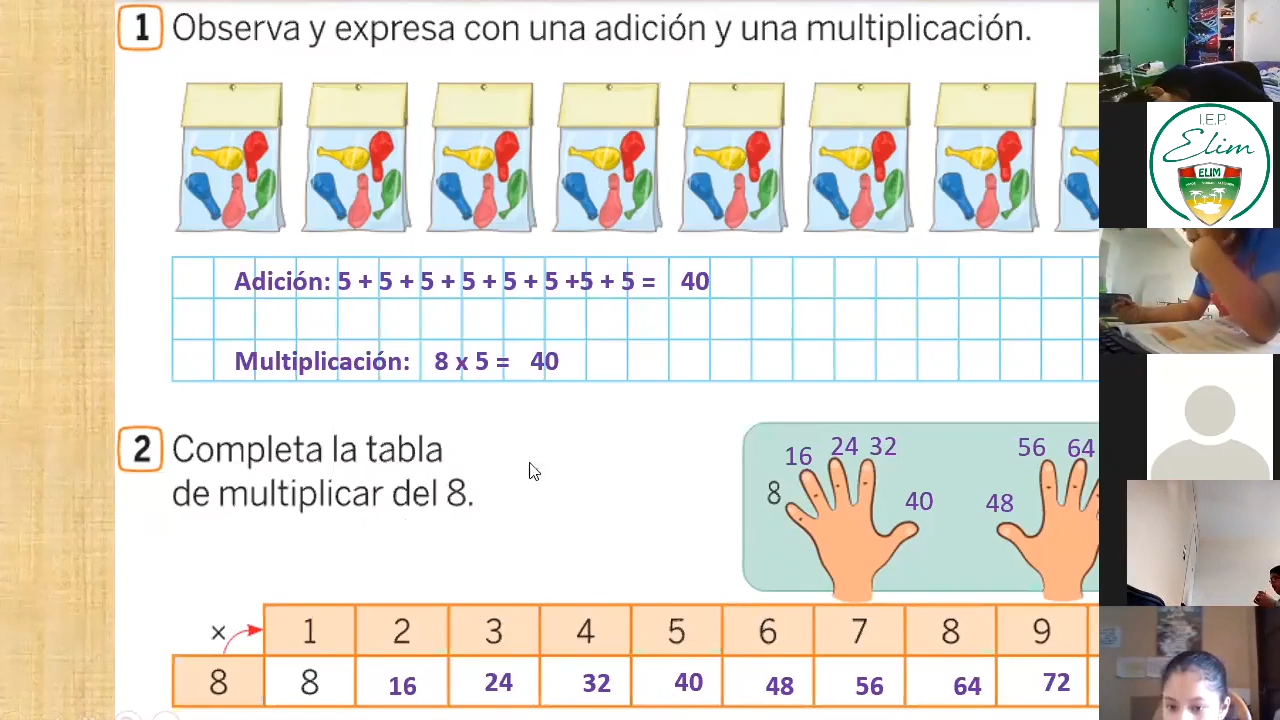 1 Observa y expresa con una adición y una multiplicación.
Adición: 5 + 5 + 5 + 5 + 5 + 5 +5 + 5 = 40
Multiplicación: 8 x 5 = 40
2 Completa la tabla
de multiplicar del 8.
8 16 24 32 40 48 56 64
× 1 2 3 4 5 6 7 8 9
8 8 16 24 32 40 48 56 64 72
I.E.P.
Elim
ELIM